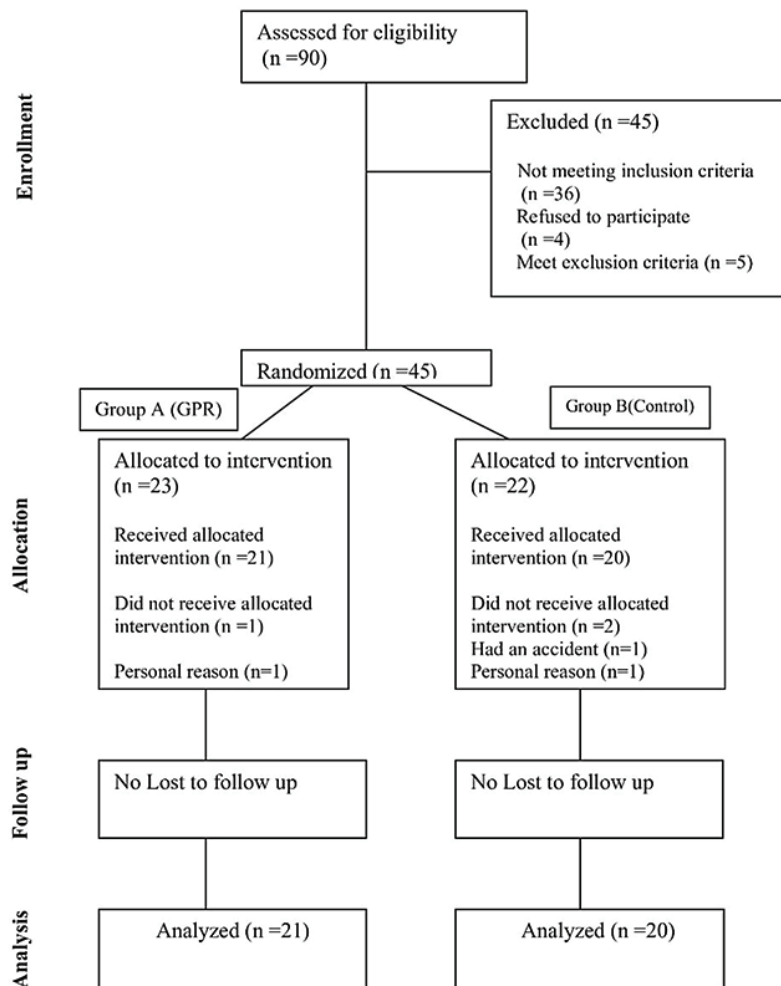 Assessed for eligibility
(n =90)
Enrollment
Excluded (n =45)
Not meeting inclusion criteria
(n =36)
Refused to participate
(n =4)
Meet exclusion criteria (n =5)
Randomized (n =45)
Group A (GPR)
Group B(Control)
Allocation
Allocated to intervention
(n =23)
Received allocated
intervention (n =21)
Did not receive allocated
intervention (n =1)
Personal reason (n=1)
Allocated to intervention
(n =22)
Received allocated
intervention (n =20)
Did not receive allocated
intervention (n =2)
Had an accident (n=1)
Personal reason (n=1)
Follow up
No Lost to follow up
No Lost to follow up
Analysis
Analyzed (n =21)
Analyzed (n =20)